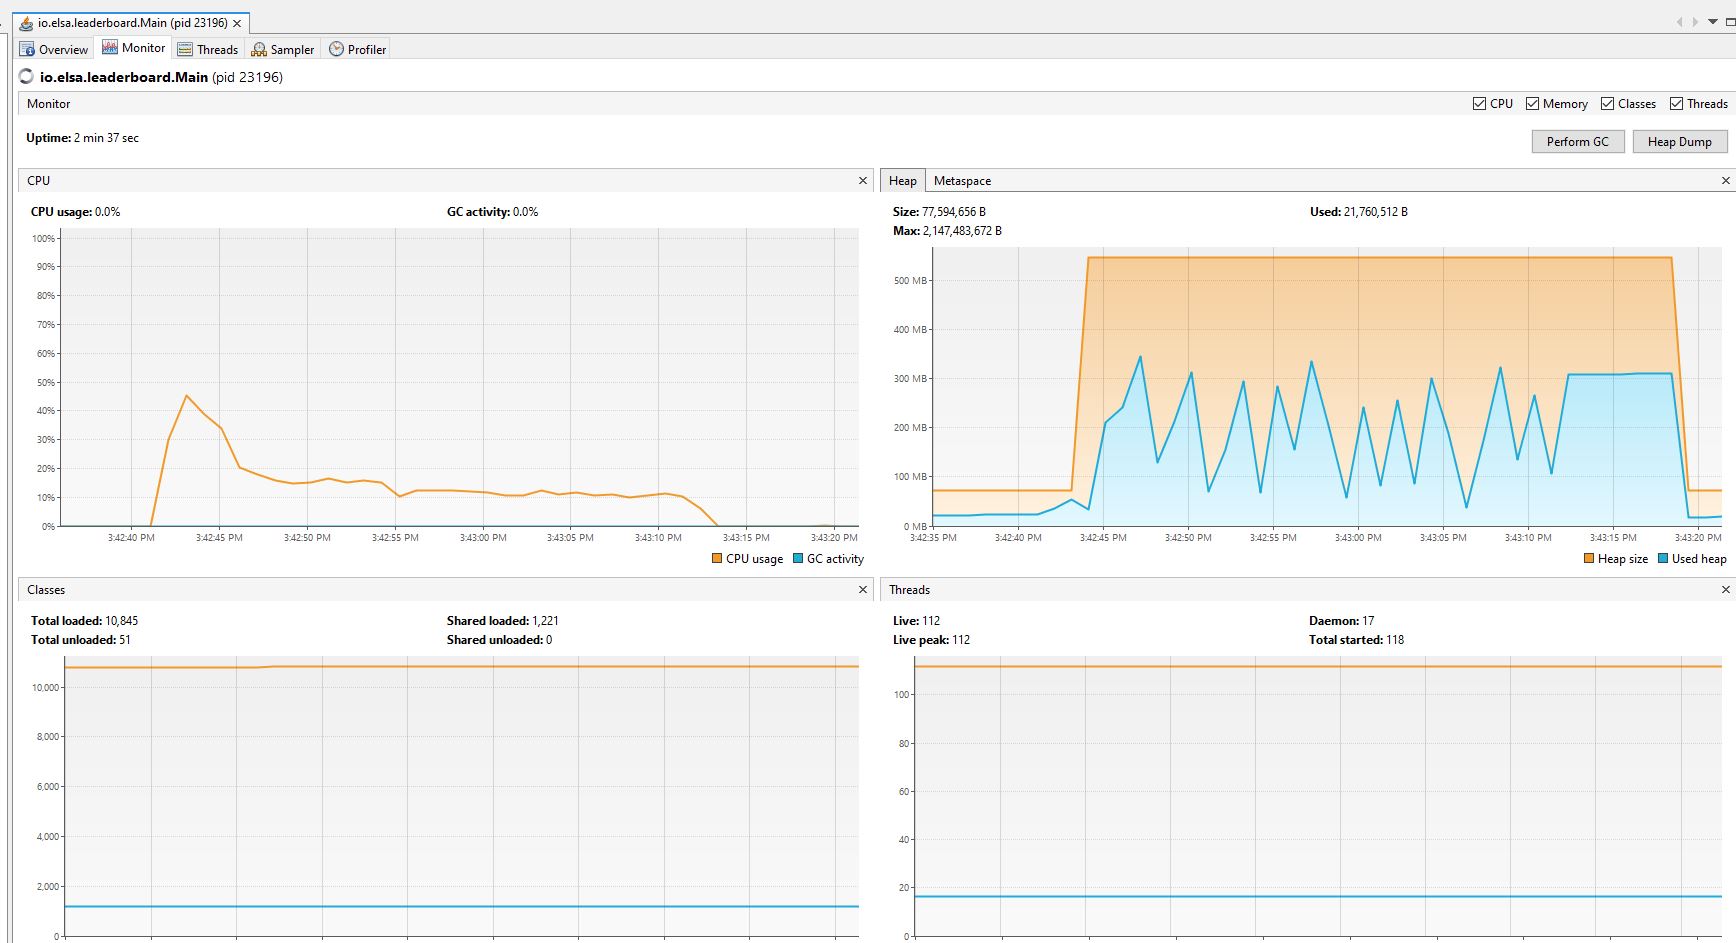 io.elsa.leaderboard.Main (pid 23196)
Overview Monitor Threads Sampler Profiler
io.elsa.leaderboard.Main (pid 23196)
Monitor CPU Memory Classes Threads
Uptime: 2 min 37 sec
Perform GC Heap Dump
CPU
CPU usage: 0.0% GC activity: 0.0%
100%
90%
80%
70%
60%
50%
40%
30%
20%
10%
0%
3:42:40 PM 3:42:45 PM 3:42:50 PM 3:42:55 PM 3:43:00 PM 3:43:05 PM 3:43:10 PM 3:43:15 PM 3:43:20 PM
CPU usage GC activity
Heap Metaspace
Size: 77,594,656 B Used: 21,760,512 B
Max: 2,147,483,672 B
500 MB
400 MB
300 MB
200 MB
100 MB
0 MB
3:42:35 PM 3:42:40 PM 3:42:45 PM 3:42:50 PM 3:42:55 PM 3:43:00 PM 3:43:05 PM 3:43:10 PM 3:43:15 PM 3:43:20 PM
Heap size Used heap
Classes
Total loaded: 10,845 Shared loaded: 1,221
Total unloaded: 51 Shared unloaded: 0
10,000
8,000
6,000
4,000
2,000
0
Threads
Live: 112 Daemon: 17
Live peak: 112 Total started: 118
100
80
60
40
20
0